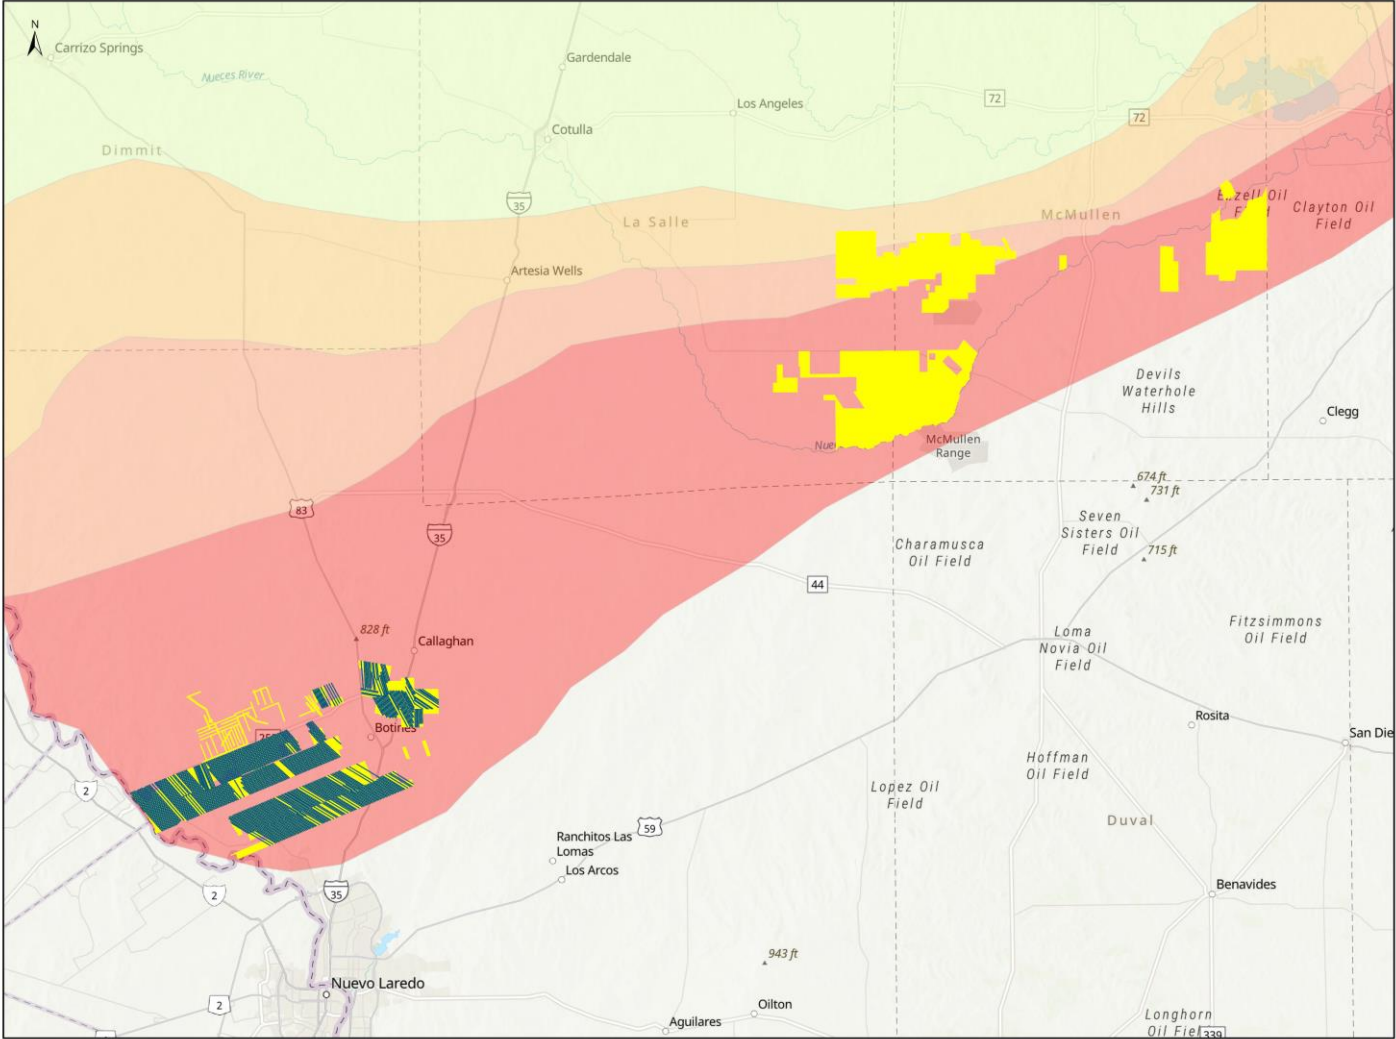 N
Carrizo Springs
Nueces River
Gardendale
Los Angeles
72
72
Cotulla
Dimmit
35
La Salle
McMullen
Oil
Clayton Oil
Field
Artesia Wells
Devils
Waterhole
Hills
Clegg
McMullen
Range
674 ft
731 ft
83
35
Seven
Sisters Oil
Field
Charamusca
Oil Field
715 ft
44
828 ft
Callaghan
Loma
Novia Oil
Field
Fitzsimmons
Oil Field
Botines
Rosita
San Die
2
Hoffman
Oil Field
Lopez Oil
Field
59
Duval
Ranchitos Las
Lomas
Los Arcos
2
35
Benavides
943 ft
Nuevo Laredo
2
Oilton
Aguilares
Longhorn
339